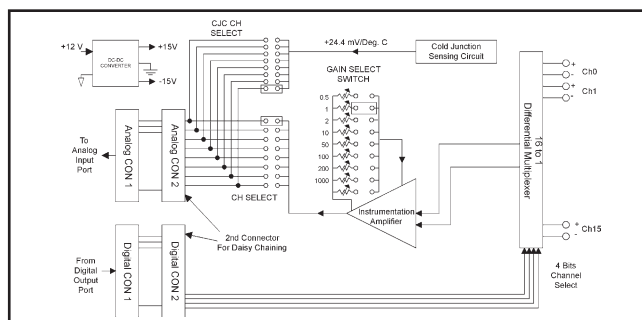 CJC CH
SELECT
+12 V
DC-DC
CONVERTER
+15V
-15V
+24.4 mV/Deg. C
Cold Junction
Sensing Circuit
GAIN SELECT
SWITCH
0.5
1
2
10
50
100
200
1000
16 to 1
Differential Multiplexer
+
-
Ch0
+
-
Ch1
To
Analog
Input
Port
Analog CON 1
Analog CON 2
CH SELECT
Instrumentation
Amplifier
+
-
Ch15
2nd Connector
For Daisy Chaining
From
Digital
Output
Port
Digital CON 1
Digital CON 2
4 Bits
Channel
Select